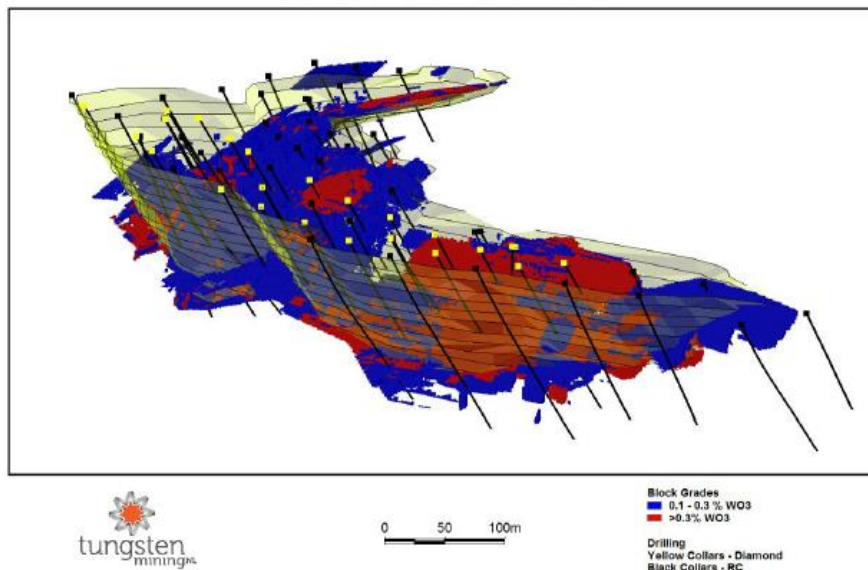 tungsten
miningNL
0 50 100m
Block Grades
0.1 - 0.3 % WO3
>0.3% WO3
Drilling
Yellow Collars - Diamond
Black Collars - RC